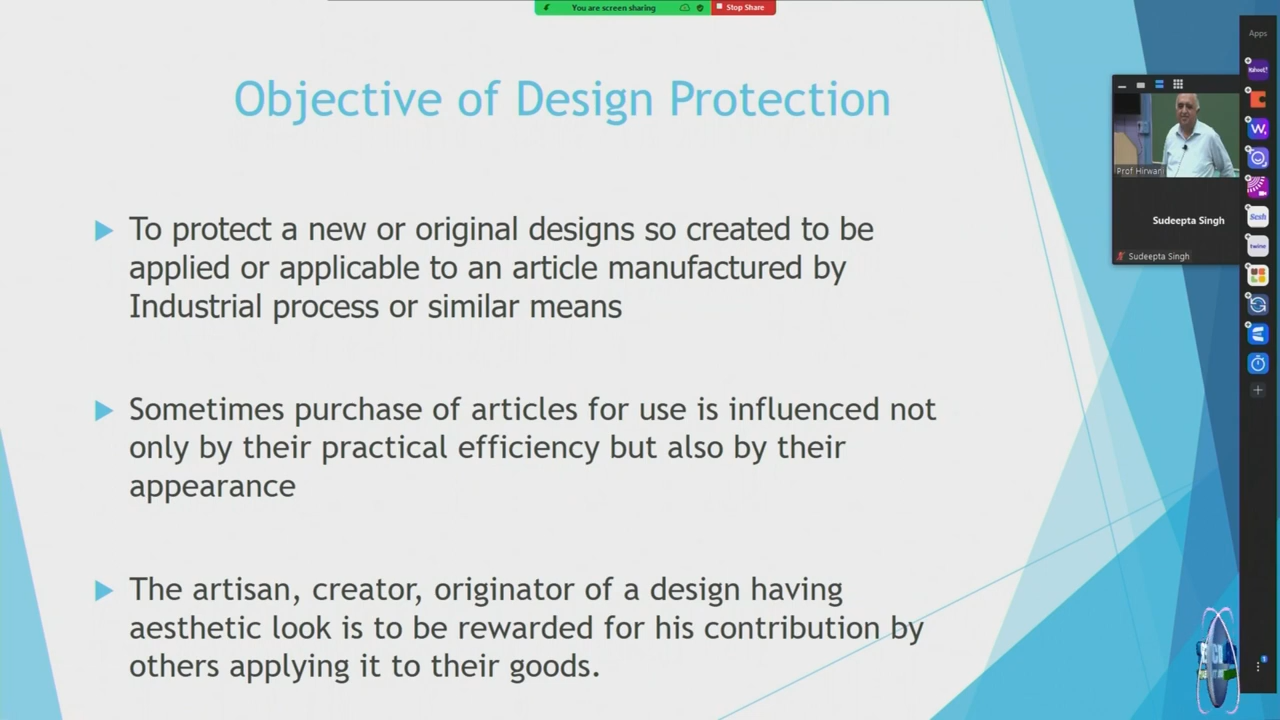 You are screen sharing
Stop Share
Apps
Objective of Design Protection
To protect a new or original designs so created to be
applied or applicable to an article manufactured by
Industrial process or similar means
Sometimes purchase of articles for use is influenced not
only by their practical efficiency but also by their
appearance
The artisan, creator, originator of a design having
aesthetic look is to be rewarded for his contribution by
others applying it to their goods.
Prof Hirwani
Sudeepta Singh
Sudeepta Singh
W
Sesh
twine